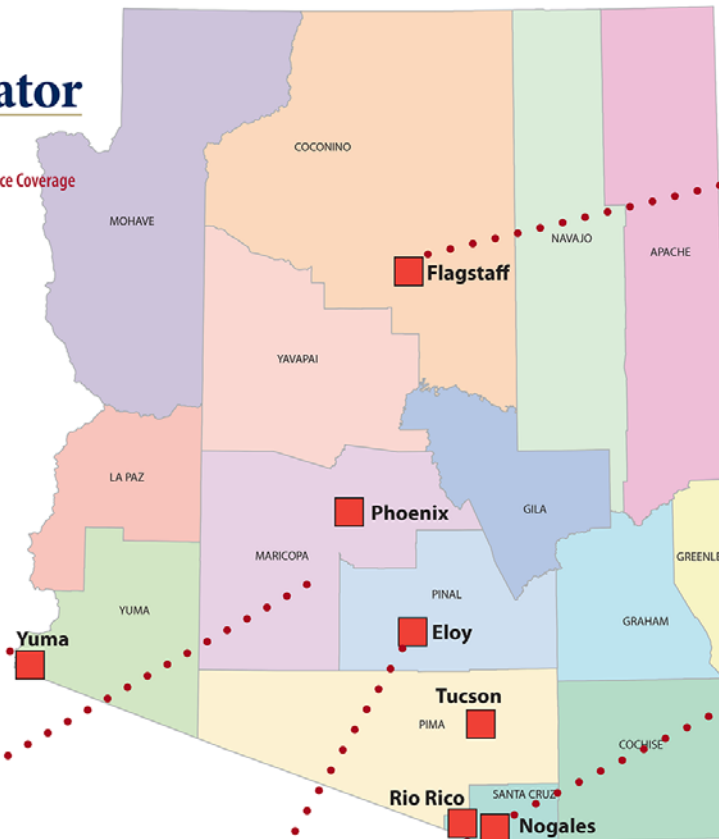 ator
ce Coverage
COCONINO
MOHAVE
NAVAJO
APACHE
Flagstaff
YAVAPAI
LA PAZ
Phoenix
GILA
MARICOPA
GREENLE
PINAL
YUMA
GRAHAM
Eloy
Yuma
Tucson
PIMA
COCHISE
Rio Rico
SANTA CRUZ
Nogales